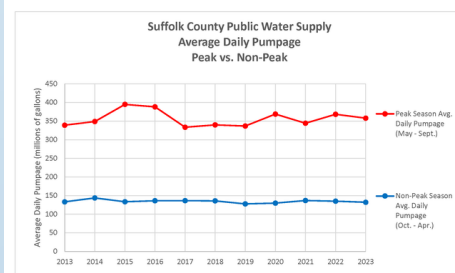 Suffolk County Public Water Supply
Average Daily Pumpage
Peak vs. Non-Peak
Average Daily Pumpage (millions of gallons)
450
400
350
300
250
200
150
100
50
0
2013 2014 2015 2016 2017 2018 2019 2020 2021 2022 2023
Peak Season Avg.
Daily Pumpage
(May - Sept.)
Non-Peak Season
Avg. Daily
Pumpage
(Oct. - Apr.)